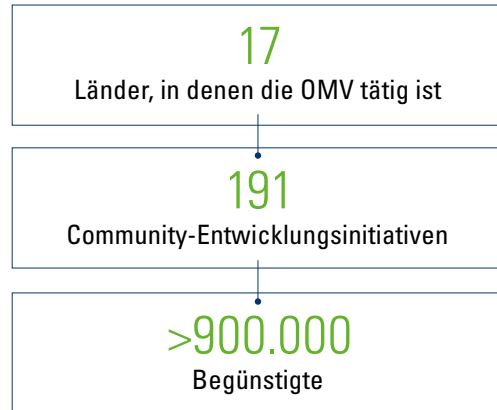 17
Länder, in denen die OMV tätig ist
191
Community-Entwicklungsinitiativen
>900.000
Begünstigte